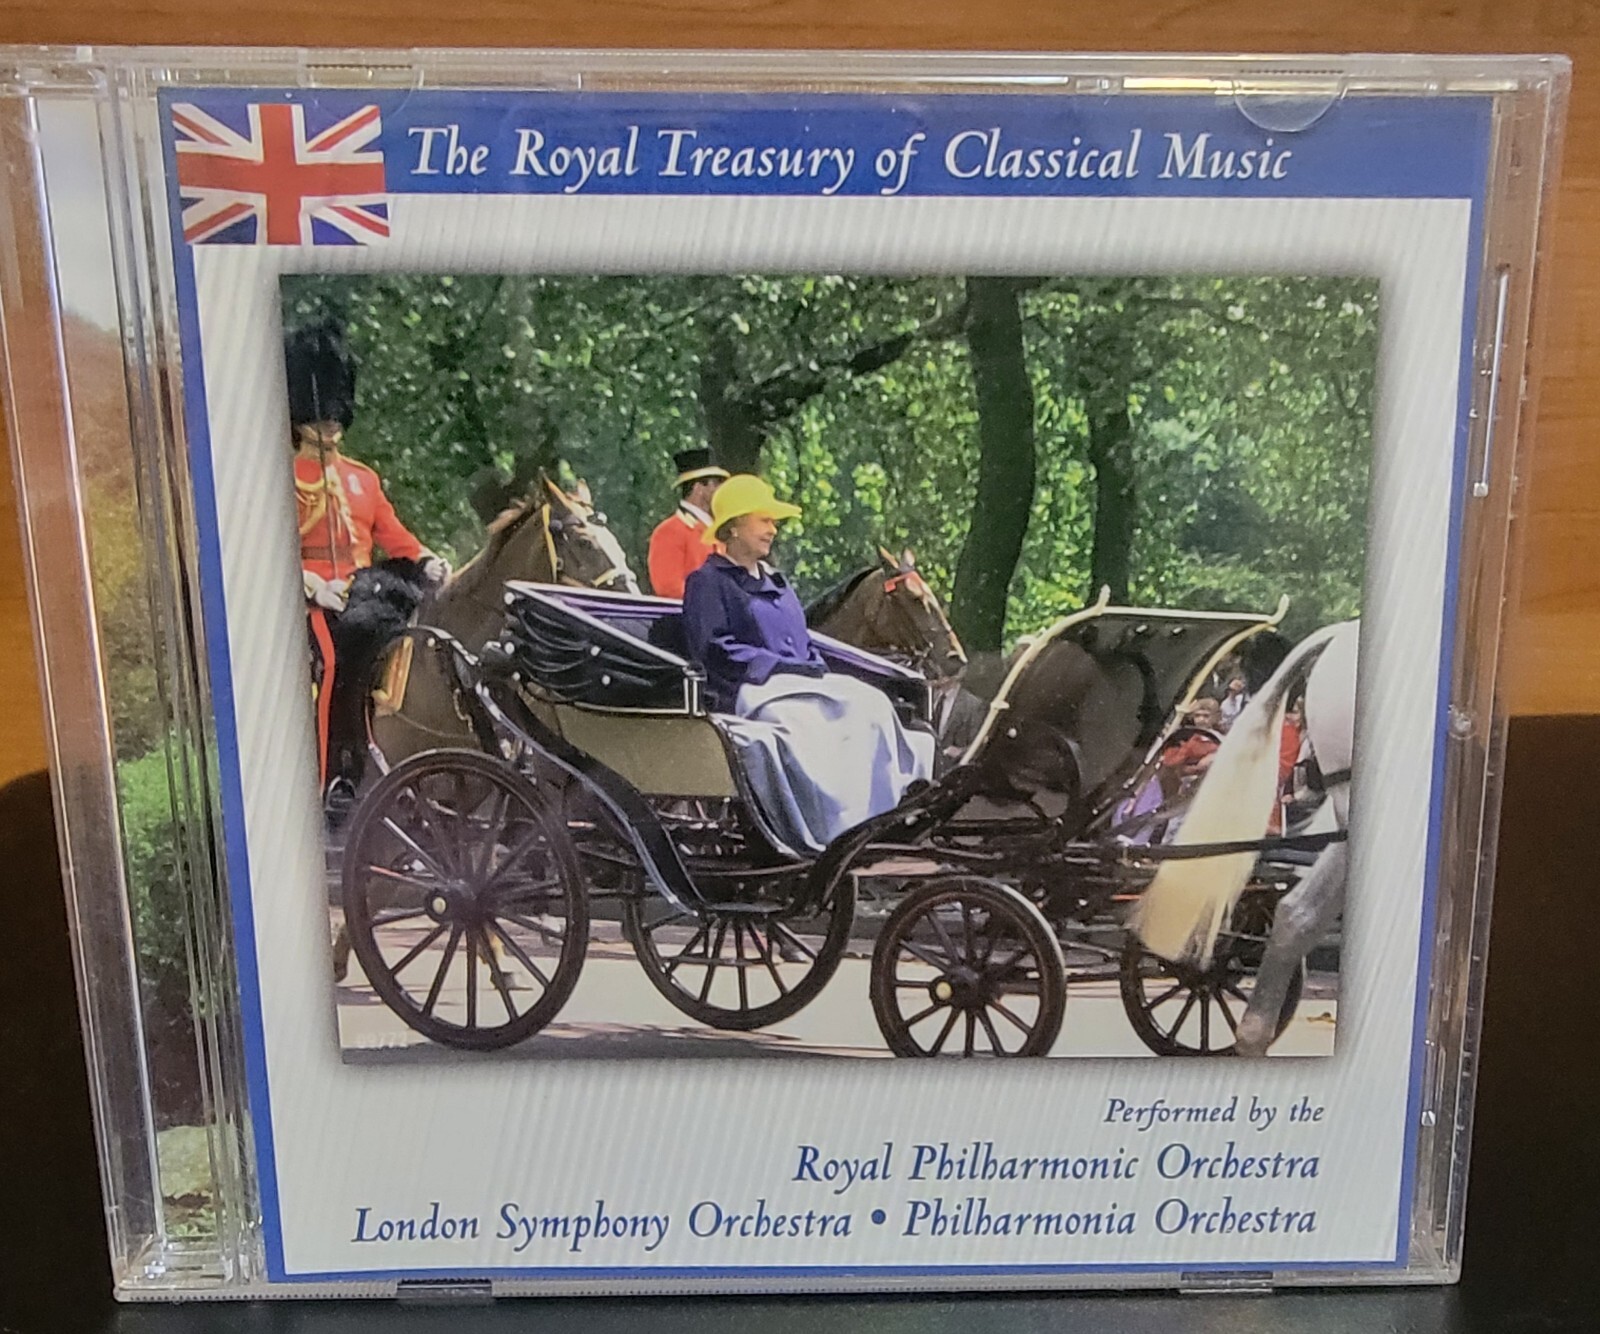 The Royal Treasury of Classical Music
Performed by the
Royal Philharmonic Orchestra
London Symphony Orchestra • Philharmonia Orchestra